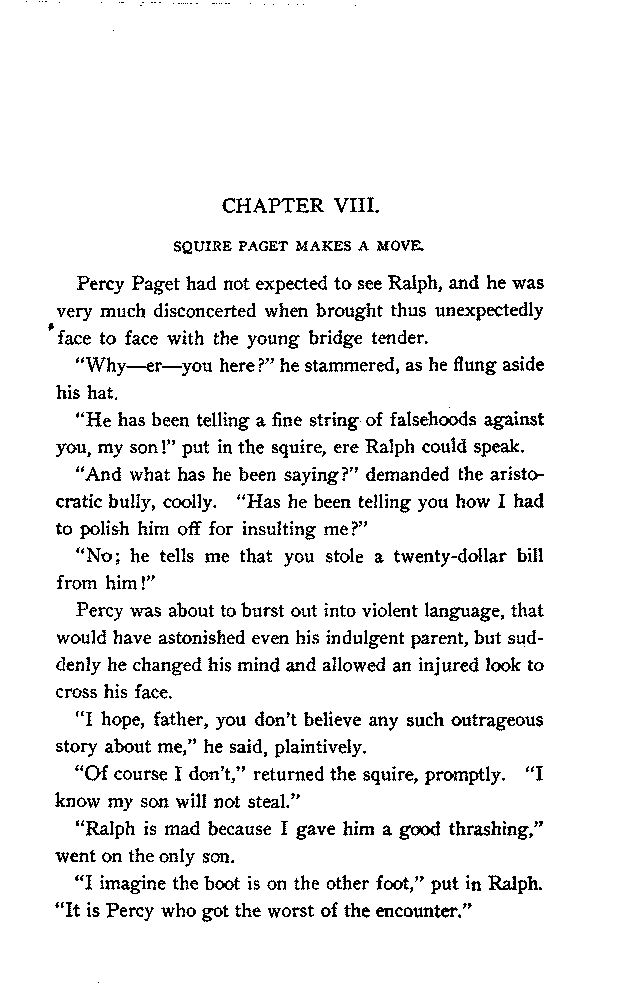 CHAPTER VIII.
SQUIRE PAGET MAKES A MOVE.
Percy Paget had not expected to see Ralph, and he was
very much disconcerted when brought thus unexpectedly
face to face with the young bridge tender.
"Why—er—you here?" he stammered, as he flung aside
his hat.
"He has been telling a fine string of falsehoods against
you, my son!" put in the squire, ere Ralph could speak.
"And what has he been saying?" demanded the aristo-
cratic bully, coolly. "Has he been telling you how I had
to polish him off for insulting me?"
"No; he tells me that you stole a twenty-dollar bill
from him!"
Percy was about to burst out into violent language, that
would have astonished even his indulgent parent, but sud-
denly he changed his mind and allowed an injured look to
cross his face.
"I hope, father, you don't believe any such outrageous
story about me," he said, plaintively.
"Of course I don't," returned the squire, promptly. "I
know my son will not steal."
"Ralph is mad because I gave him a good thrashing,"
went on the only son.
"I imagine the boot is on the other foot," put in Ralph.
"It is Percy who got the worst of the encounter."